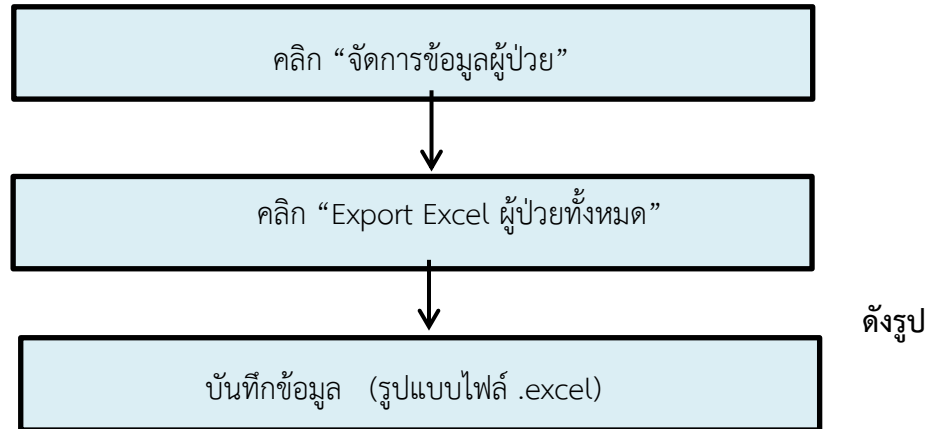 คลิก “จัดการข้อมูลผู้ป่วย”
คลิก “Export Excel ผู้ป่วยทั้งหมด”
ดังรูป
บันทึกข้อมูล (รูปแบบไฟล์ .excel)